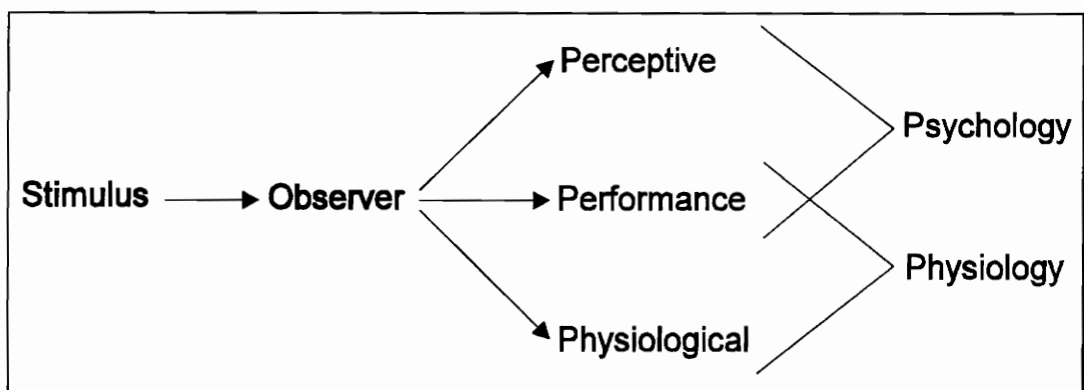 Perceptive
Psychology
Stimulus
Observer
Performance
Physiology
Physiological